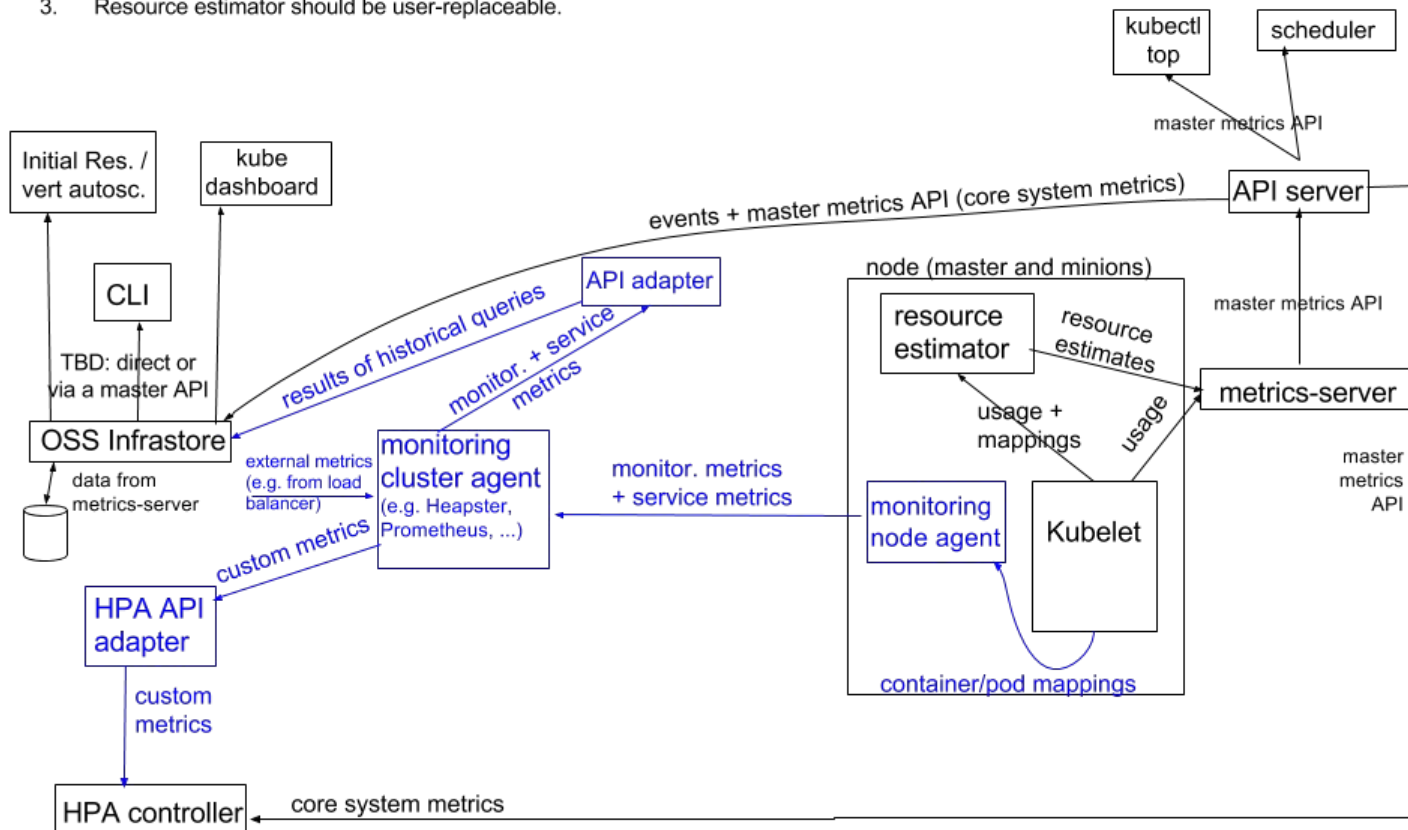 3. Resource estimator should be user-replaceable.
kubectl
top
scheduler
master metrics API
Initial Res. /
vert autosc.
kube
dashboard
API server
events + master metrics API (core system metrics)
node (master and minions)
API adapter
CLI
results of historical queries
resource
estimator
resource
estimates
master metrics API
monitor. + service
metrics
TBD: direct or
via a master API
metrics-server
usage +
mappings
usage
OSS Infrastore
monitoring
cluster agent
(e.g. Heapster,
Prometheus, ...)
external metrics
(e.g. from load
balancer)
monitor. metrics
+ service metrics
master
metrics
API
data from
metrics-server
monitoring
node agent
Kubelet
custom metrics
HPA API
adapter
container/pod mappings
custom
metrics
HPA controller
core system metrics